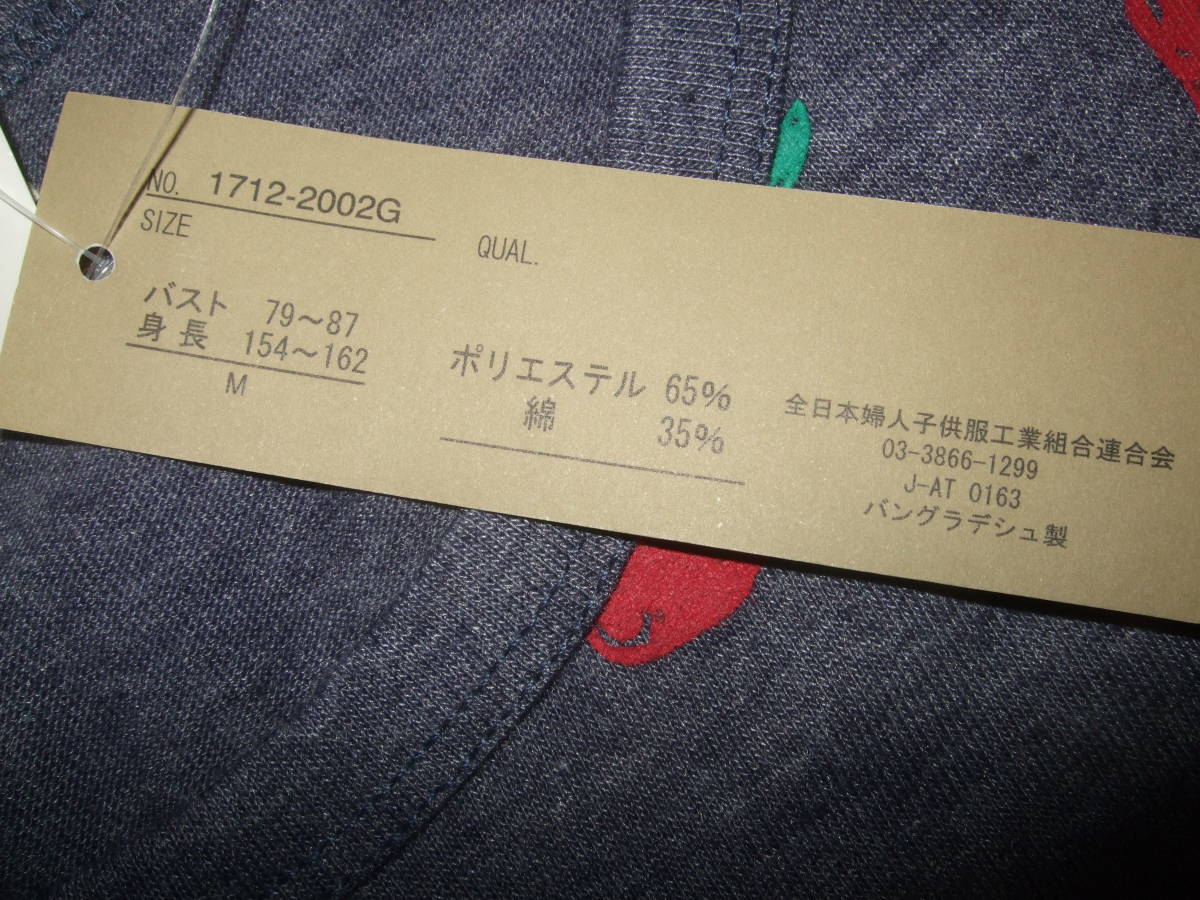 NO. 1712-2002G
SIZE
バスト 79～87
身長 154～162
M
QUAL.
ポリエステル 65%
綿 35%
全日本婦人子供服工業組合連合会
03-3866-1299
J-AT 0163
バングラデシュ製